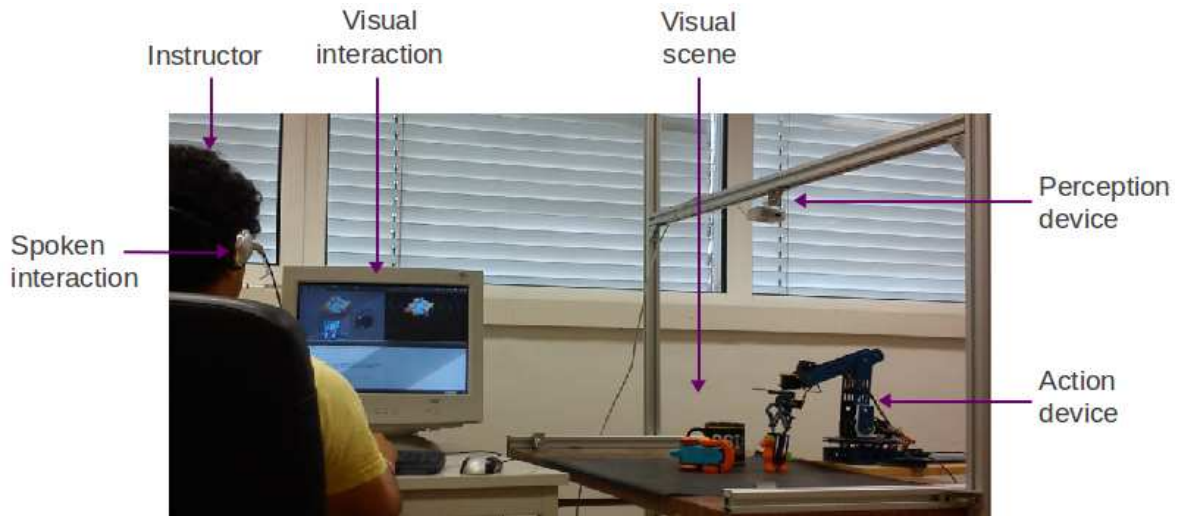 Instructor
Visual
interaction
Visual
scene
Perception
device
Spoken
interaction
Action
device